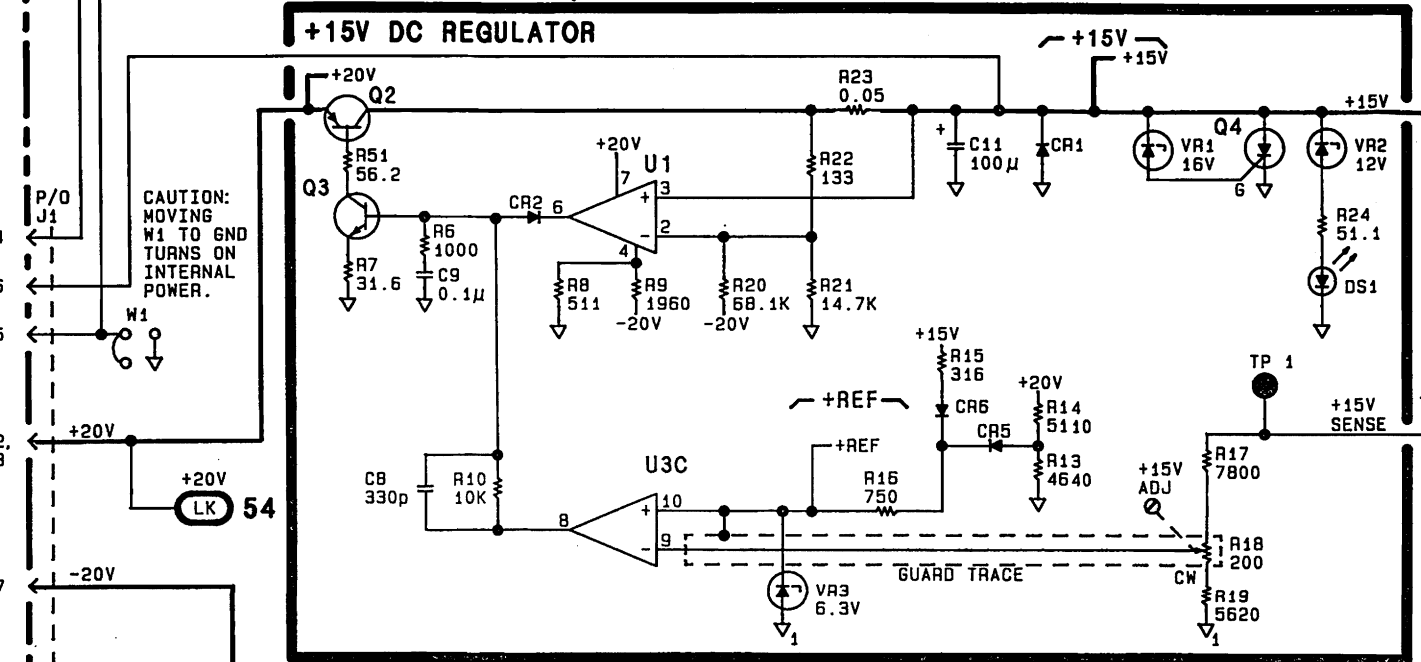 +15V DC REGULATOR
+15V
+15V
+20V
Q2
R23
0.05
+15V
Q4
R51
56.2
+20V
U1
7
R22
133
+
C11
100µ
CR1
VR1
16V
VR2
12V
P/O
J1
CAUTION:
MOVING
W1 TO GND
TURNS ON
INTERNAL
POWER.
Q3
CR2
6
+
3
-
2
4
G
R24
51.1
R6
1000
C9
0.1µ
R7
31.6
R8
511
R9
1960
-20V
R20
68.1K
-20V
R21
14.7K
DS1
W1
+15V
R15
316
+20V
TP 1
+REF
CR6
R14
5110
+REF
CR5
+15V
SENSE
+20V
C8
330p
R10
10K
U3C
R16
750
R13
4640
+15V
ADJ
R17
7800
+20V
LK
54
8
+
10
-
9
R18
200
GUARD TRACE
CW
-20V
VR3
6.3V
1
R19
5620
1